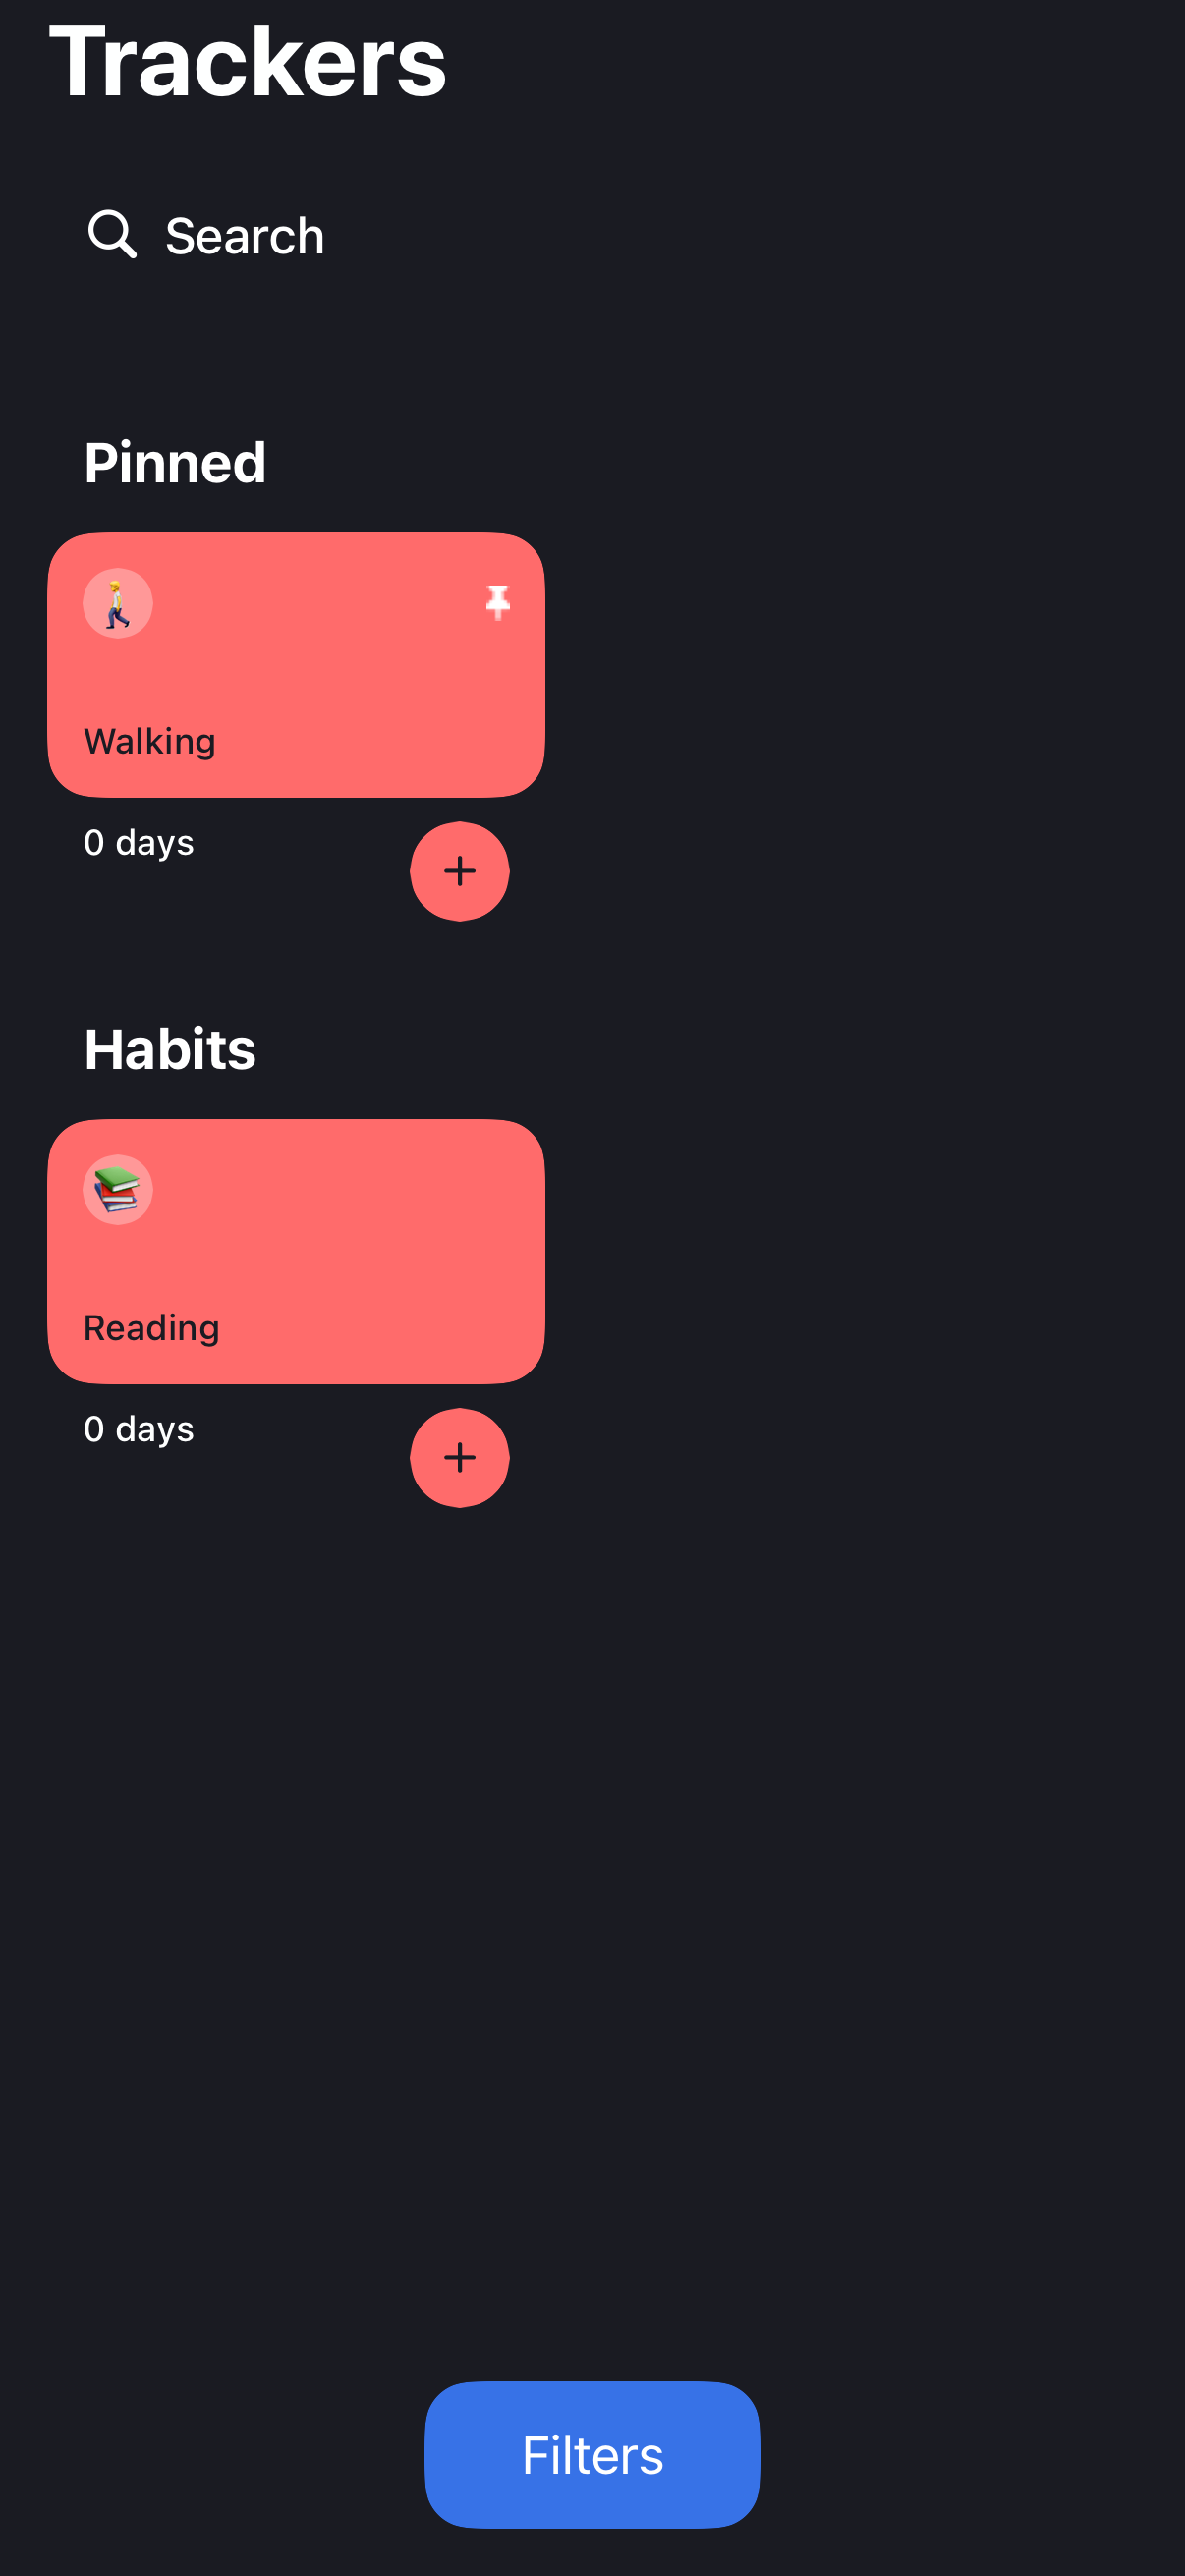 Trackers
Search
Pinned
Walking
0 days
Habits
Reading
0 days
Filters